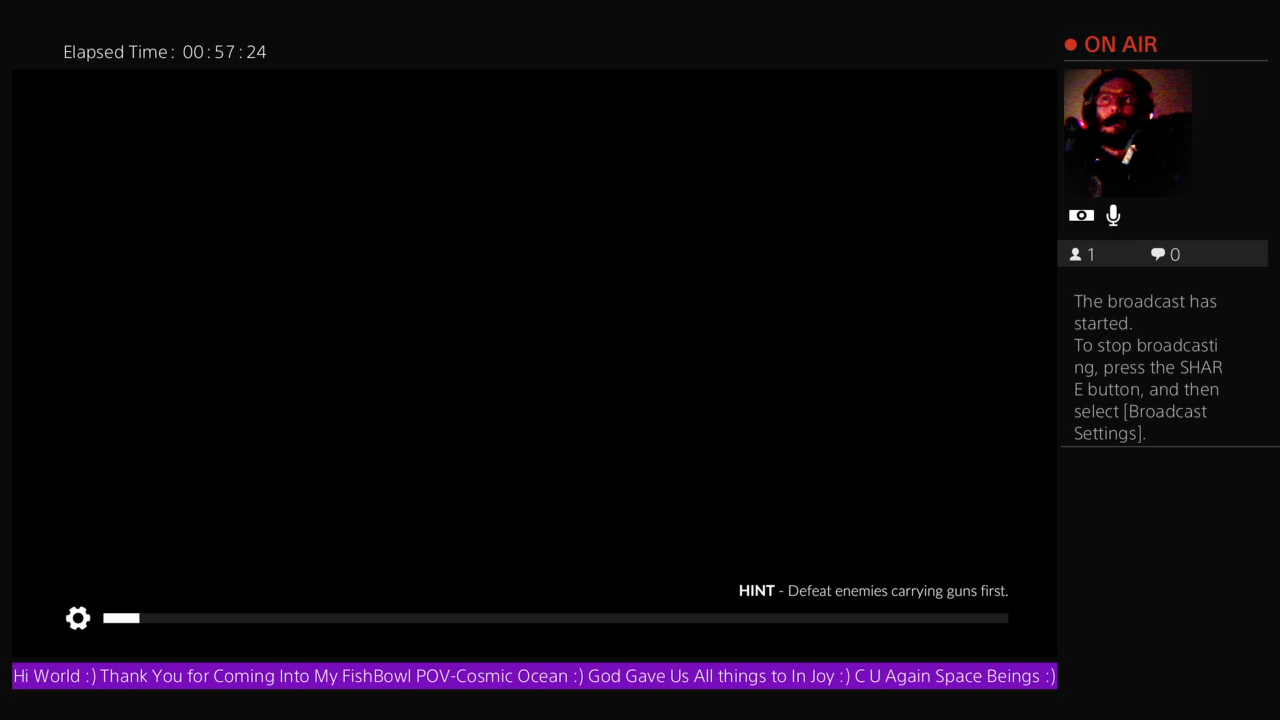 Elapsed Time: 00:57:24
ON AIR
1 0
The broadcast has
started.
To stop broadcasti
ng, press the SHAR
E button, and then
select [Broadcast
Settings].
HINT - Defeat enemies carrying guns first.
Hi World :) Thank You for Coming Into My FishBowl POV-Cosmic Ocean :) God Gave Us All things to In Joy :) C U Again Space Beings :)